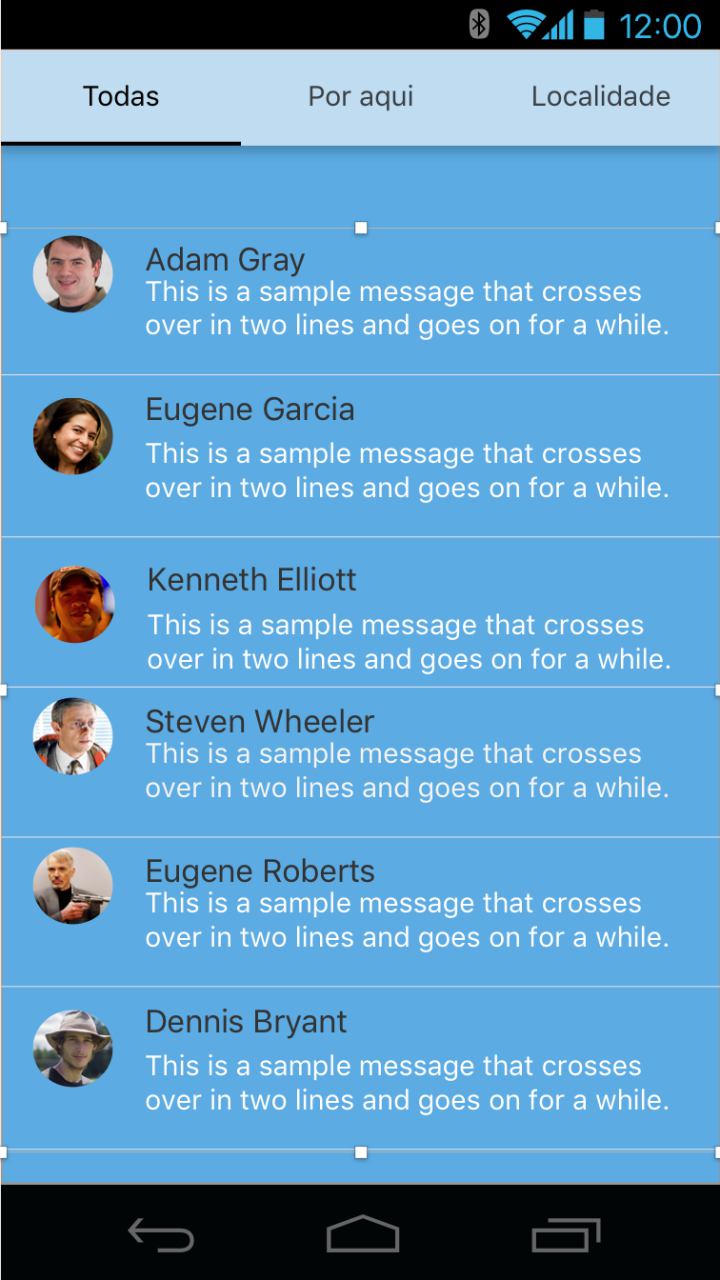 12:00
Todas Por aqui Localidade
Adam Gray
This is a sample message that crosses
over in two lines and goes on for a while.
Eugene Garcia
This is a sample message that crosses
over in two lines and goes on for a while.
Kenneth Elliott
This is a sample message that crosses
over in two lines and goes on for a while.
Steven Wheeler
This is a sample message that crosses
over in two lines and goes on for a while.
Eugene Roberts
This is a sample message that crosses
over in two lines and goes on for a while.
Dennis Bryant
This is a sample message that crosses
over in two lines and goes on for a while.